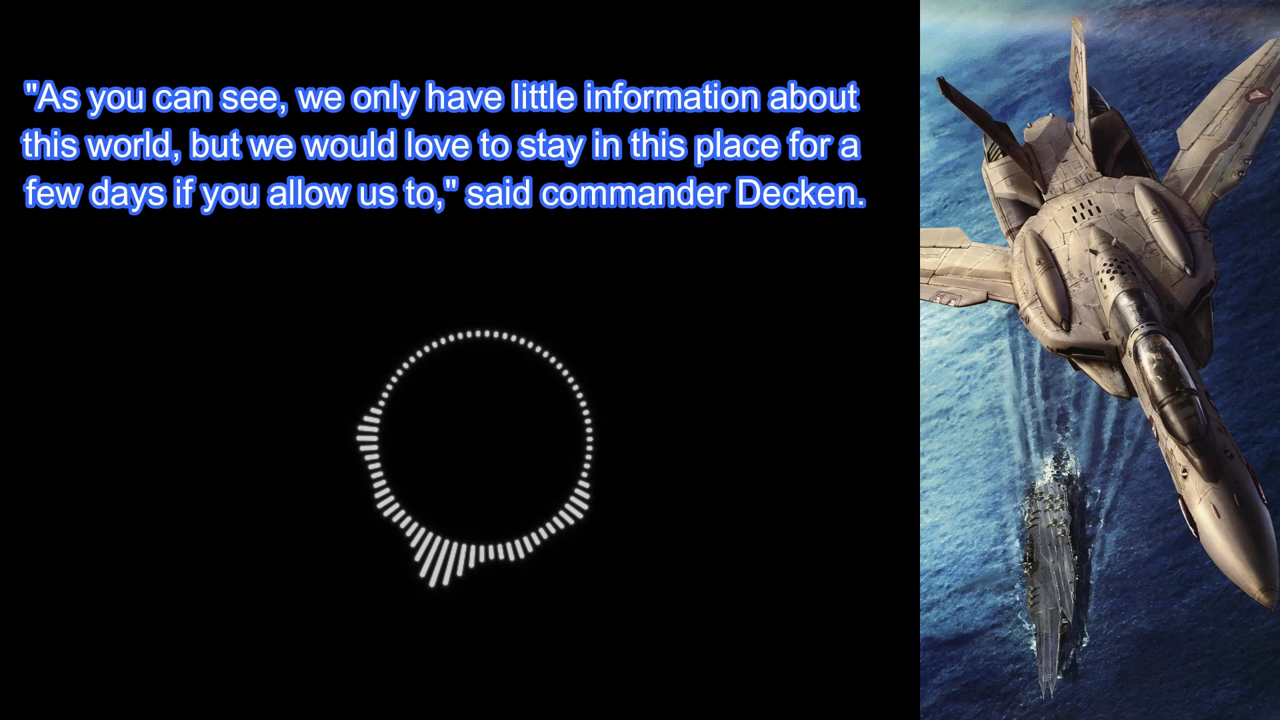 "As you can see, we only have little information about
this world, but we would love to stay in this place for a
few days if you allow us to," said commander Decken.